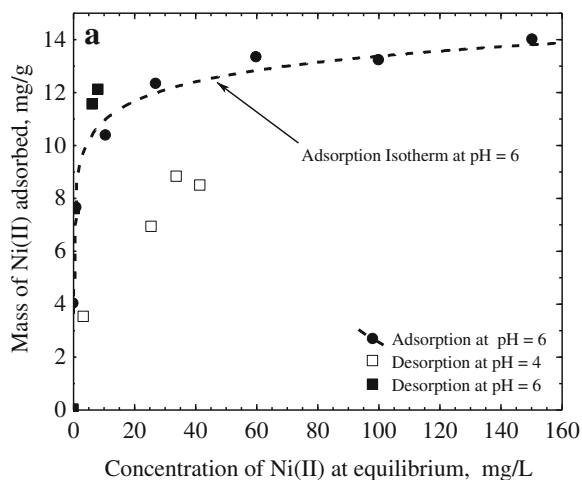 a
Mass of Ni(II) adsorbed, mg/g
14
12
10
8
6
4
2
0
Adsorption Isotherm at pH = 6
Adsorption at pH = 6
Desorption at pH = 4
Desorption at pH = 6
0 20 40 60 80 100 120 140 160
Concentration of Ni(II) at equilibrium, mg/L